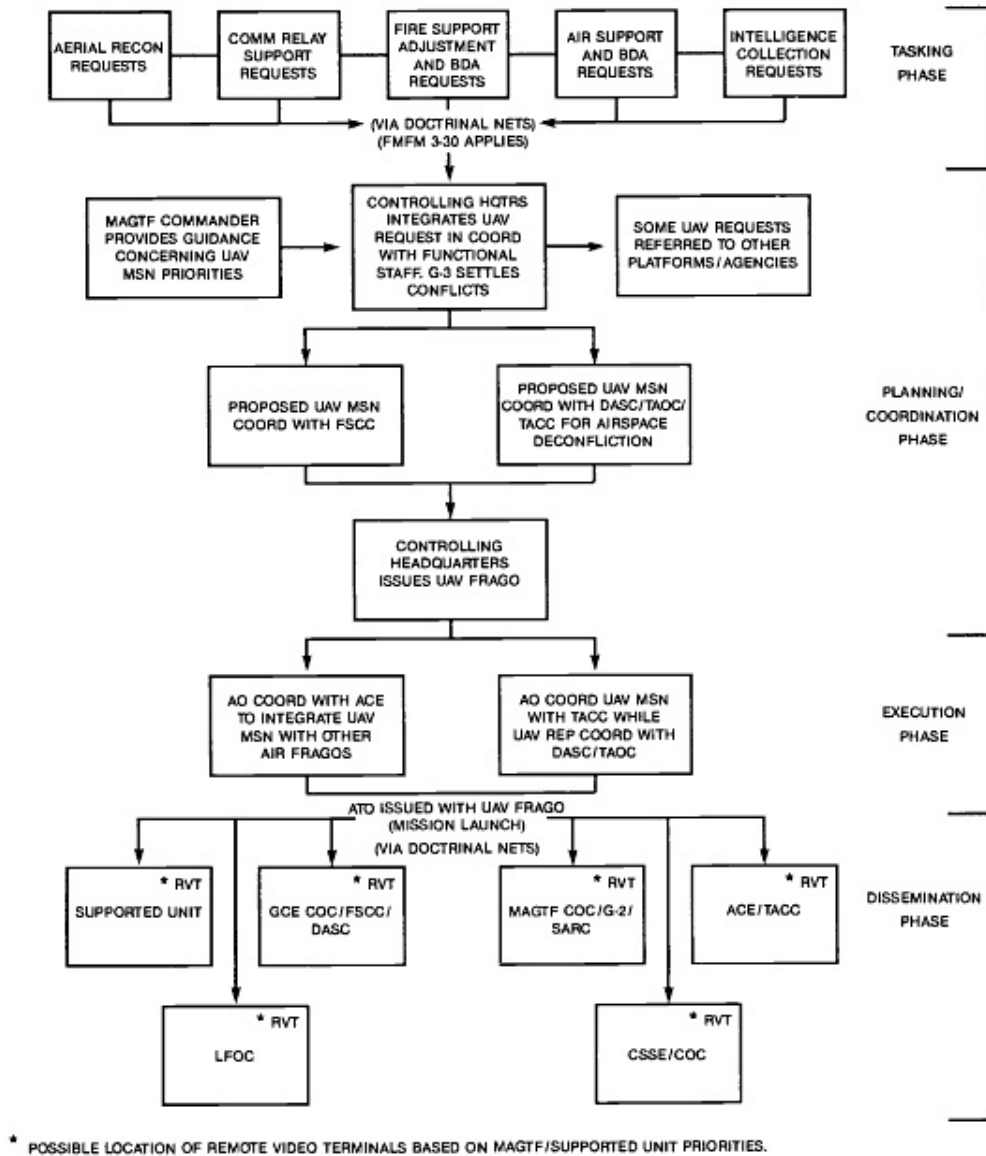 AERIAL RECON
REQUESTS
COMM RELAY
SUPPORT
REQUESTS
FIRE SUPPORT
ADJUSTMENT
AND BDA
REQUESTS
AIR SUPPORT
AND BDA
REQUESTS
INTELLIGENCE
COLLECTION
REQUESTS
TASKING
PHASE
(VIA DOCTRINAL NETS)
(FMFM 3-30 APPLIES)
MAGTF COMMANDER
PROVIDES GUIDANCE
CONCERNING UAV
MSN PRIORITIES
CONTROLLING HQTRS
INTEGRATES UAV
REQUEST IN COORD
WITH FUNCTIONAL
STAFF. G-3 SETTLES
CONFLICTS
SOME UAV REQUESTS
REFERRED TO OTHER
PLATFORMS/AGENCIES
PROPOSED UAV MSN
COORD WITH FSCC
PROPOSED UAV MSN
COORD WITH DASC/TAOC/
TACC FOR AIRSPACE
DECONFLICTION
PLANNING/
COORDINATION
PHASE
CONTROLLING
HEADQUARTERS
ISSUES UAV FRAGO
AO COORD WITH ACE
TO INTEGRATE UAV
MSN WITH OTHER
AIR FRAGOS
AO COORD UAV MSN
WITH TACC WHILE
UAV REP COORD WITH
DASC/TAOC
EXECUTION
PHASE
ATO ISSUED WITH UAV FRAGO
(MISSION LAUNCH)
(VIA DOCTRINAL NETS)
* RVT
SUPPORTED UNIT
* RVT
GCE COC/FSCC/
DASC
* RVT
MAGTF COC/G-2/
SARC
* RVT
ACE/TACC
DISSEMINATION
PHASE
* RVT
LFOC
* RVT
CSSE/COC
* POSSIBLE LOCATION OF REMOTE VIDEO TERMINALS BASED ON MAGTF/SUPPORTED UNIT PRIORITIES.